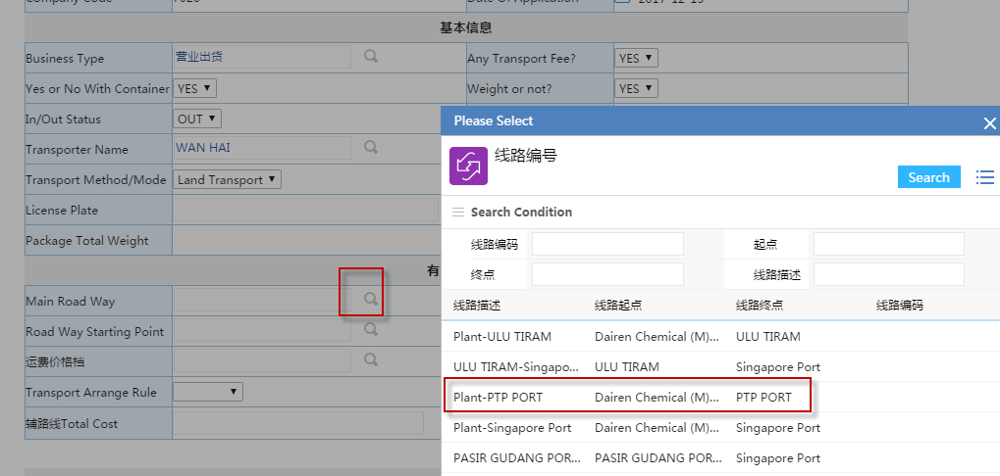 Company Code 7020 Date Of Application 2017-12-15
基本信息
Business Type 营业出货 Any Transport Fee? YES
Yes or No With Container YES Weight or not? YES
In/Out Status OUT
Transporter Name WAN HAI
Transport Method/Mode Land Transport
License Plate
Package Total Weight
有
Main Road Way
Road Way Starting Point
运费价格档
Transport Arrange Rule
辅路线Total Cost
Please Select
线路编号
Search
Search Condition
线路编码 起点
终点 线路描述
线路描述 线路起点 线路终点 线路编码
Plant-ULU TIRAM Dairen Chemical (M)... ULU TIRAM
ULU TIRAM-Singapo... ULU TIRAM Singapore Port
Plant-PTP PORT Dairen Chemical (M)... PTP PORT
Plant-Singapore Port Dairen Chemical (M)... Singapore Port
PASIR GUDANG POR... PASIR GUDANG POR... Singapore Port